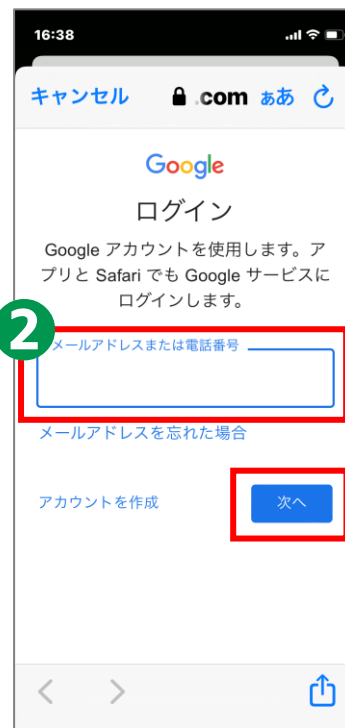 16:38
キャンセル .com ぁあ
Google
ログイン
Google アカウントを使用します。ア
プリと Safari でも Google サービスに
ログインします。
2
メールアドレスまたは電話番号
メールアドレスを忘れた場合
アカウントを作成 次へ